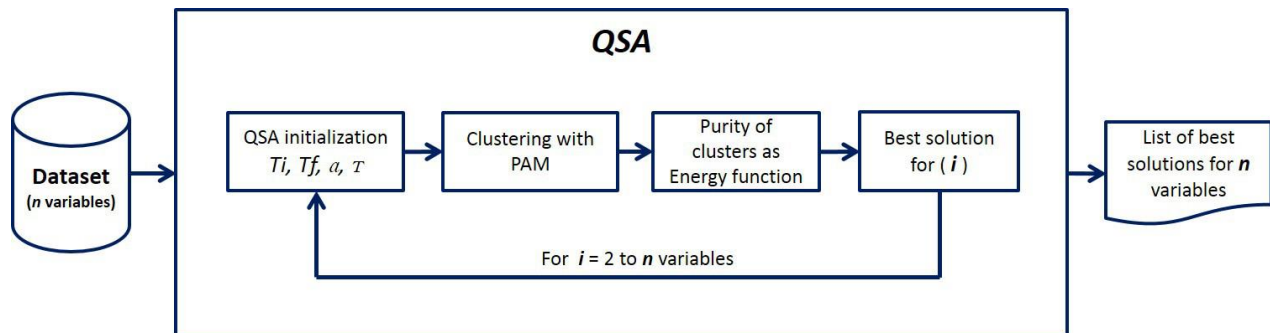 QSA
Dataset
(n variables)
QSA initialization
Ti, Tf, α, τ
Clustering with
PAM
Purity of
clusters as
Energy function
Best solution
for ( i )
For i = 2 to n variables
List of best
solutions for n
variables